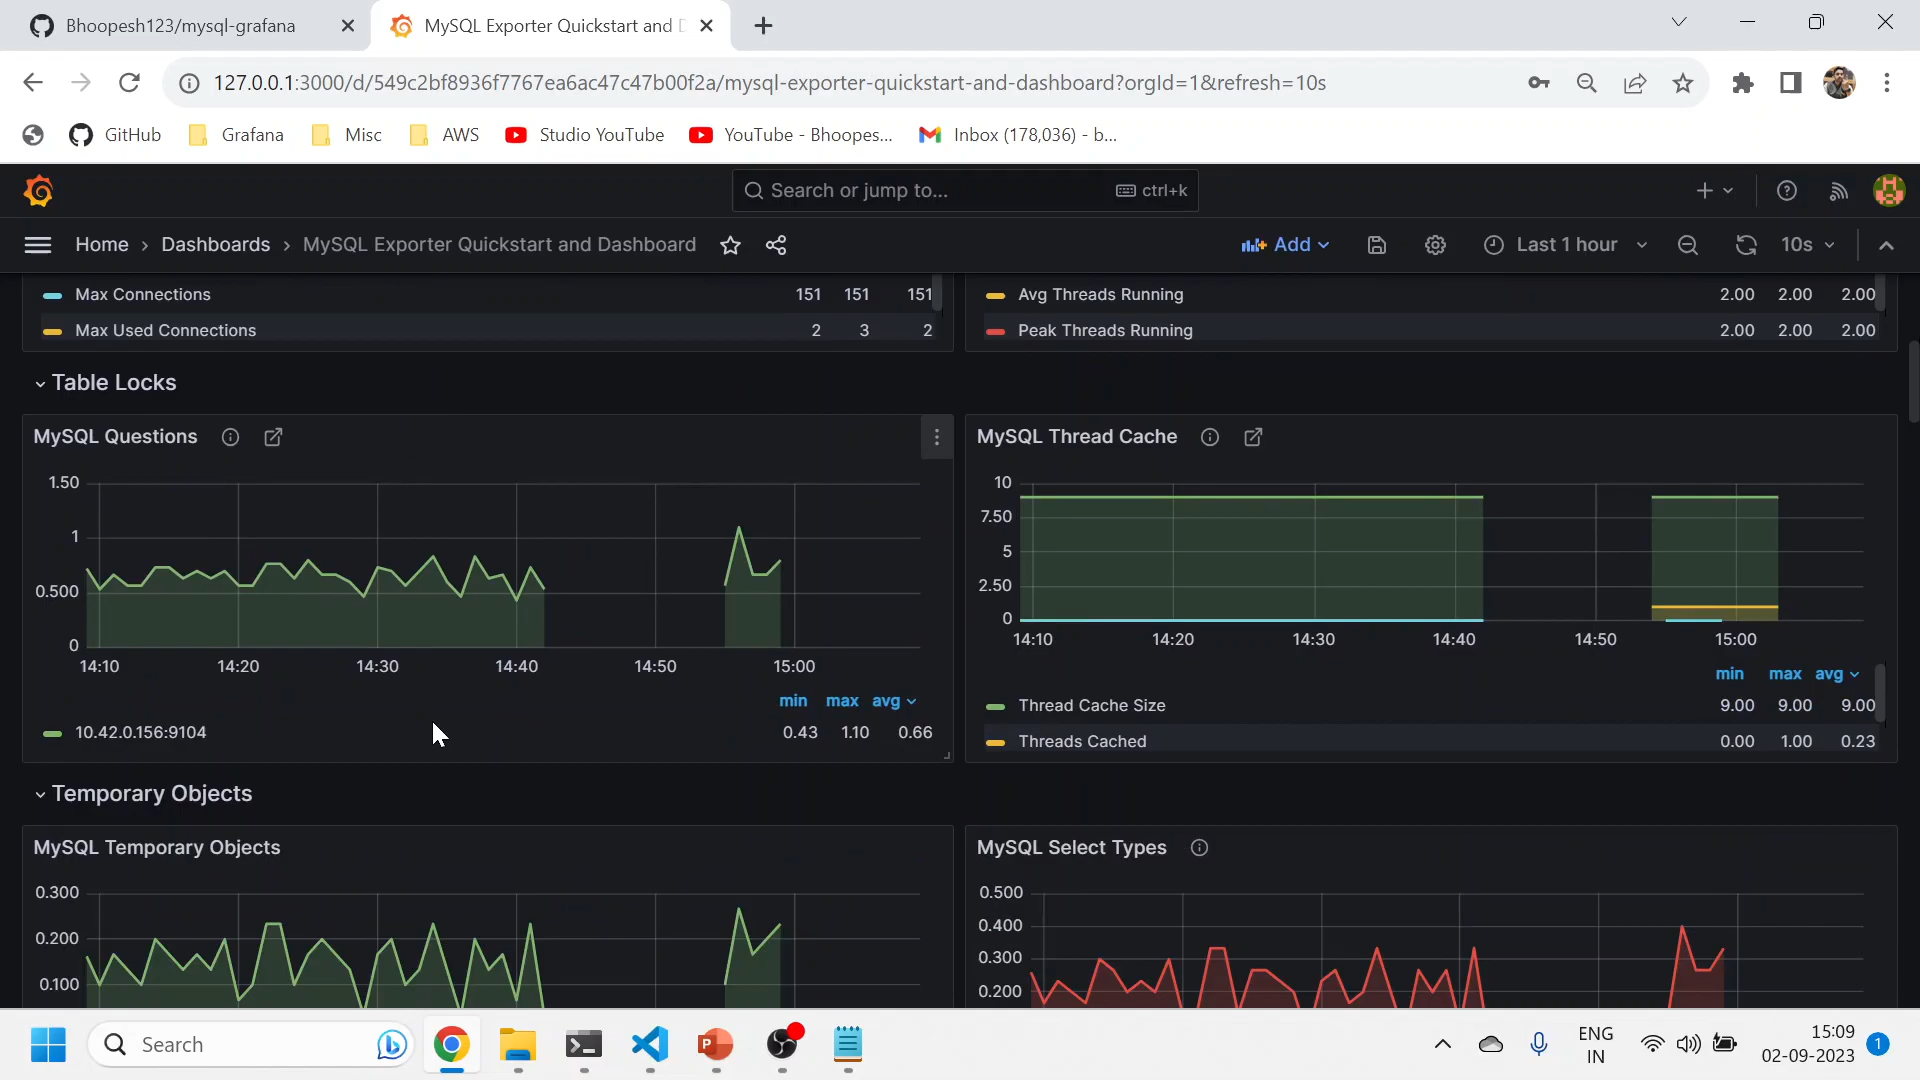 Bhoopesh123/mysql-grafana
MySQL Exporter Quickstart and
127.0.0.1:3000/d/549c2bf8936f7767ea6ac47c47b00f2a/mysql-exporter-quickstart-and-dashboard?orgId=1&refresh=10s
GitHub Grafana Misc AWS Studio YouTube YouTube - Bhoopes... Inbox (178,036) - b...
Search or jump to... ctrl+k
Home › Dashboards › MySQL Exporter Quickstart and Dashboard Add Last 1 hour 10s
Max Connections 151 151 151
Max Used Connections 2 3 2
Avg Threads Running 2.00 2.00 2.00
Peak Threads Running 2.00 2.00 2.00
Table Locks
MySQL Questions
1.50
1
0.500
0
14:10 14:20 14:30 14:40 14:50 15:00
min max avg
10.42.0.156:9104 0.43 1.10 0.66
MySQL Thread Cache
10
7.50
5
2.50
0
14:10 14:20 14:30 14:40 14:50 15:00
min max avg
Thread Cache Size 9.00 9.00 9.00
Threads Cached 0.00 1.00 0.23
Temporary Objects
MySQL Temporary Objects
0.300
0.200
0.100
MySQL Select Types
0.500
0.400
0.300
0.200
Search
P
ENG
IN
15:09
02-09-2023
1